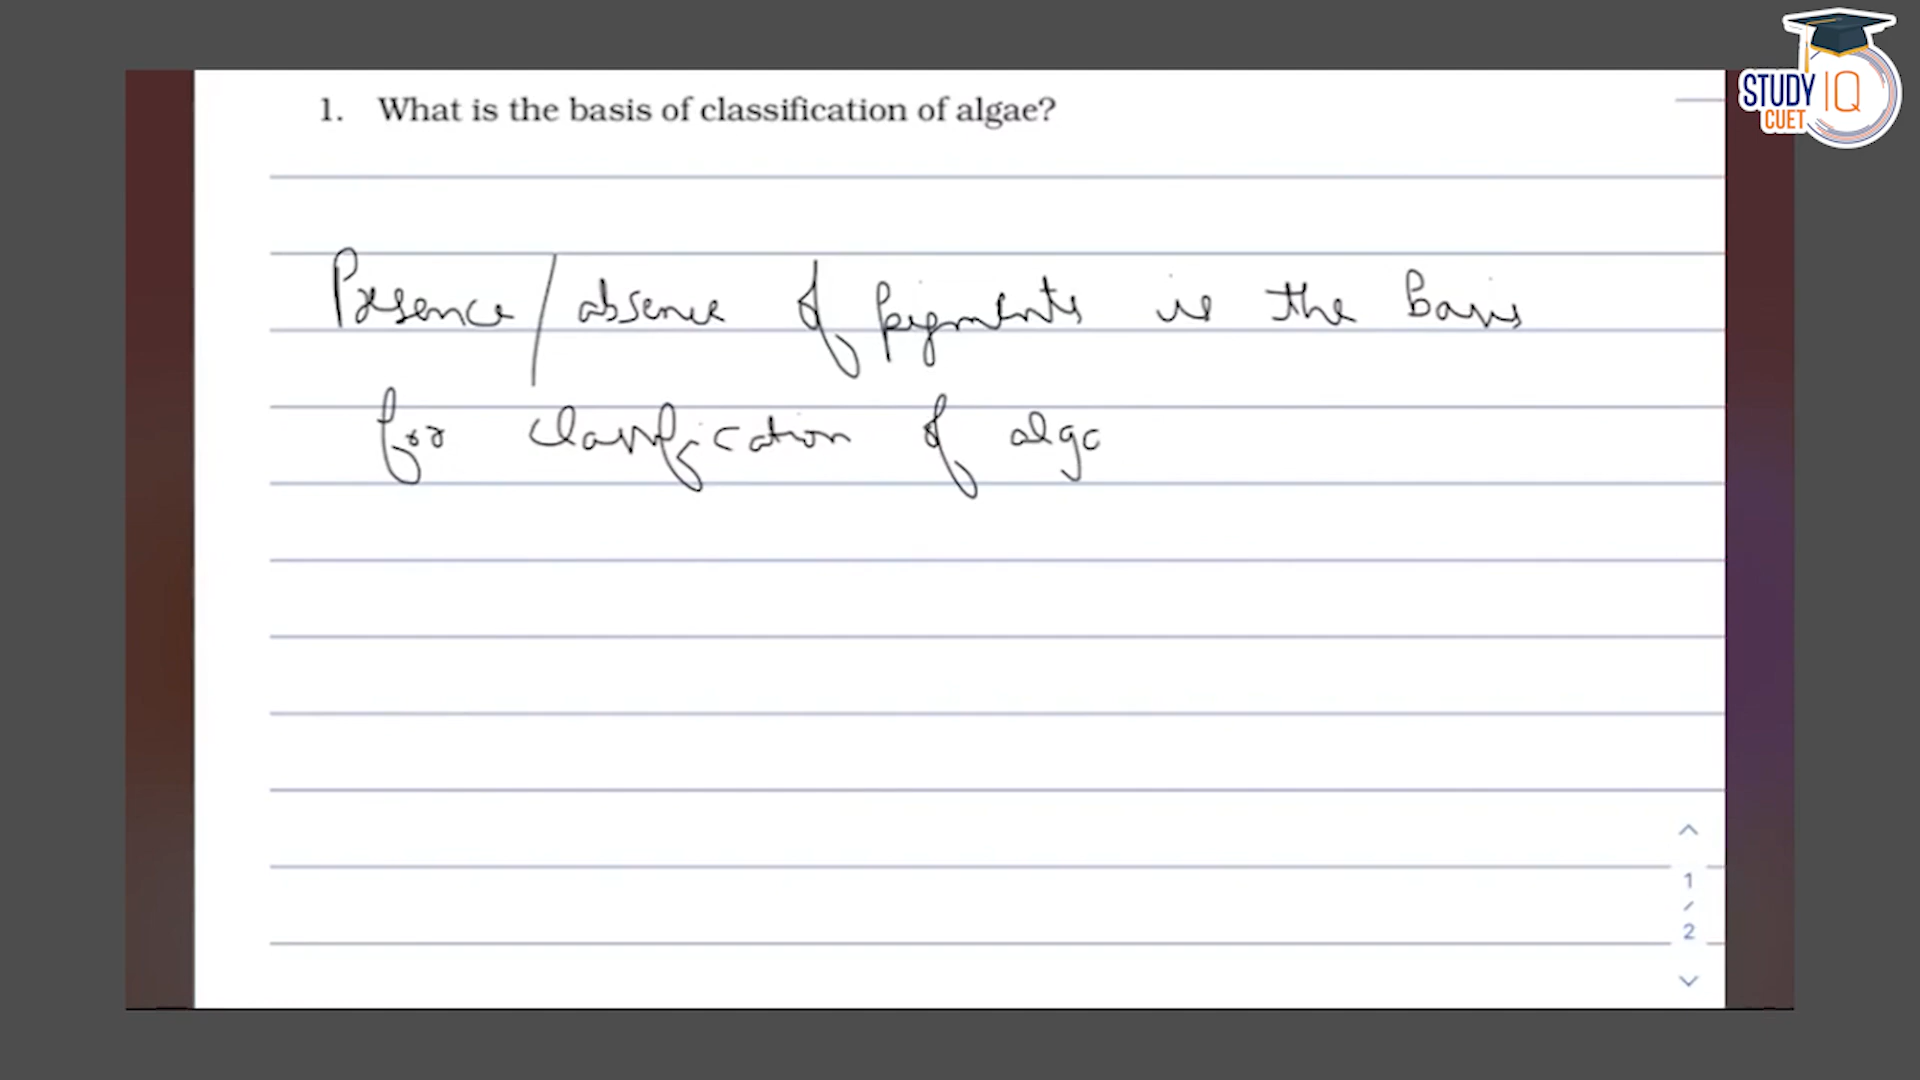 STUDY IQ
CUET
1. What is the basis of classification of algae?
Presence/absence of pigments is the Basis
for classification of alga
1
/
2